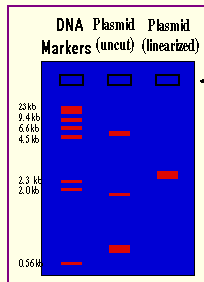 DNA Markers
Plasmid (uncut)
Plasmid (linearized)
23 kb
9.4 kb
6.6 kb
4.5 kb
2.3 kb
2.0 kb
0.56 kb